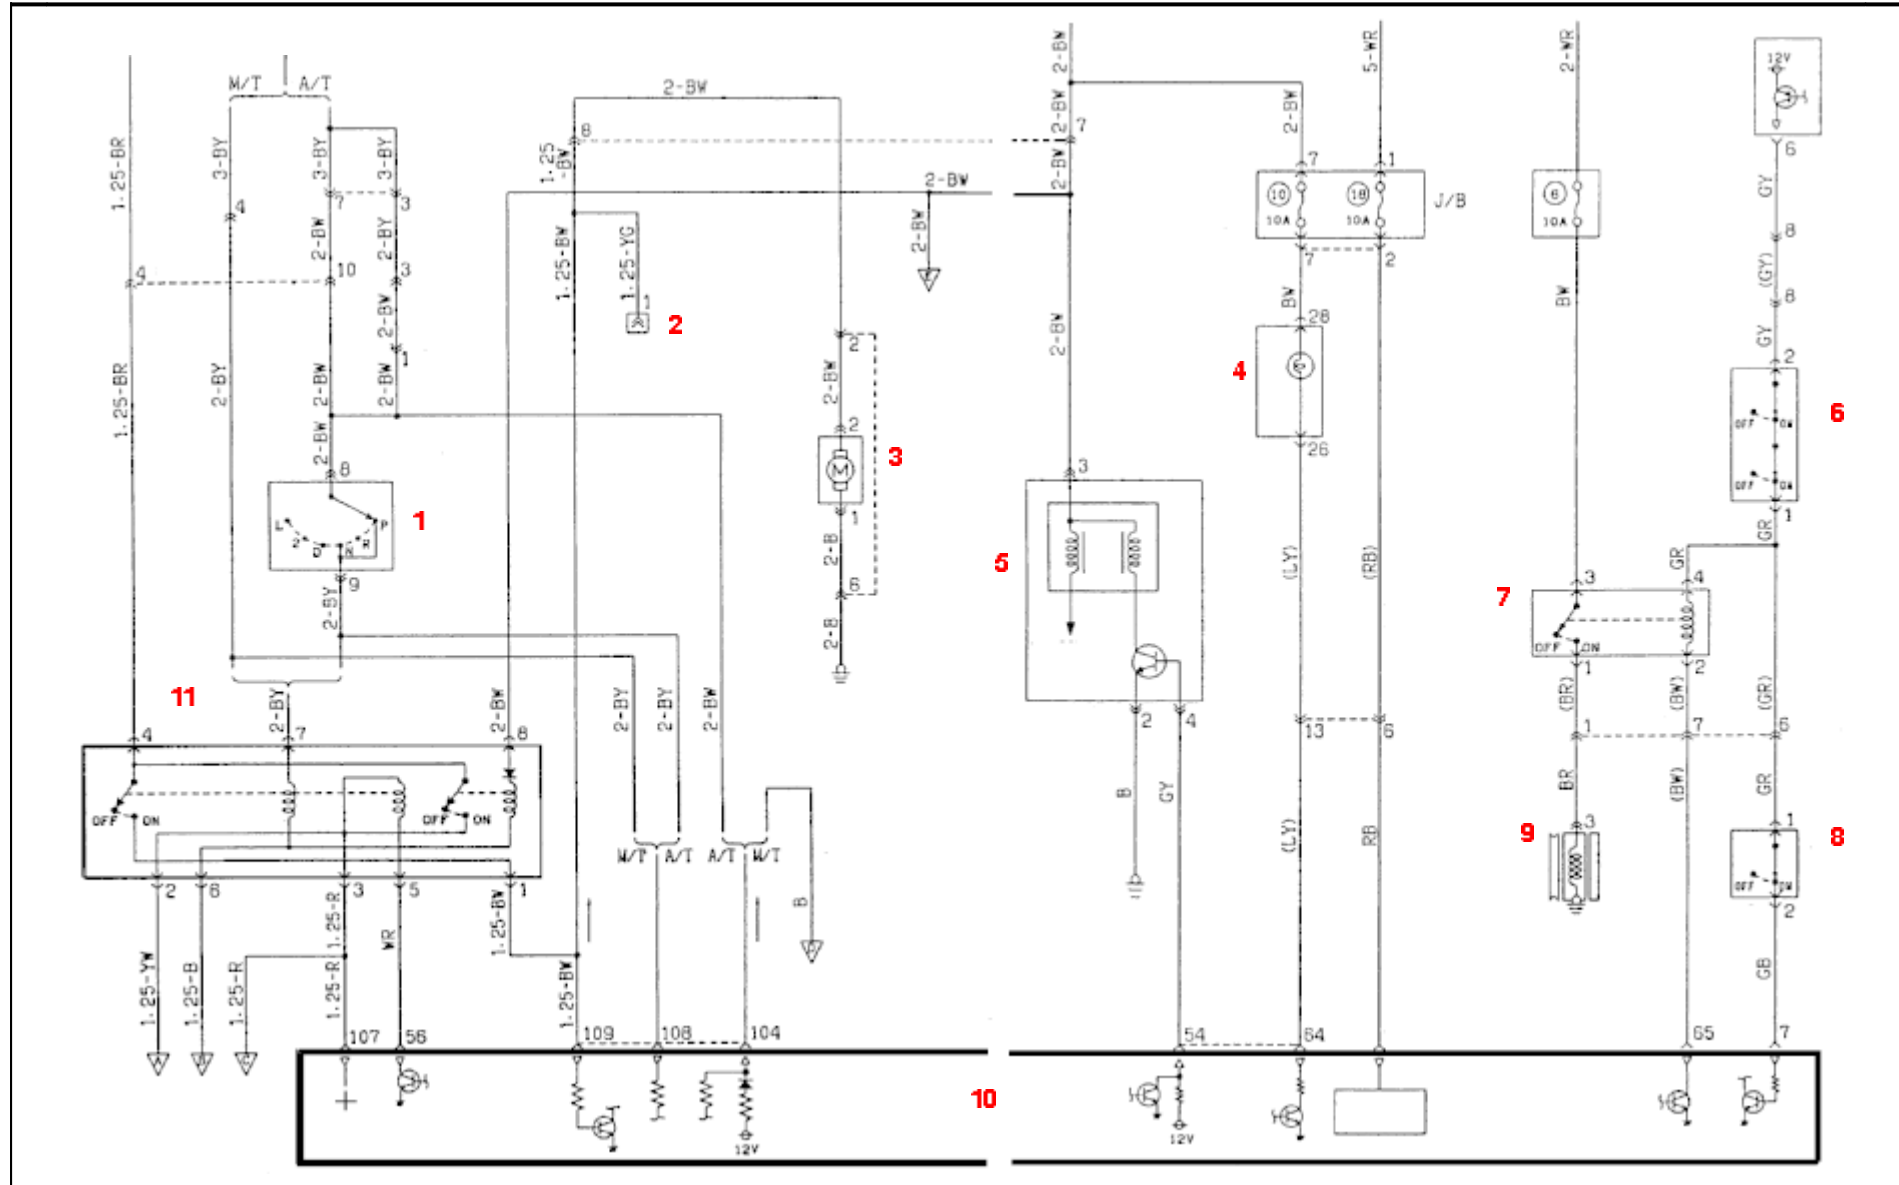 M/T A/T
2-BW
2-BW
5-WR
2-WR
12V
1.25-BR
3-BY
3-BY
3-BY
8
1.25
-BW
2-BW
7
2-BW
2-BW
7
1
6
GY
4
7
3
2-BW
10
10A
18
10A
J/B
6
10A
8
2-BW
2-BY
1.25-BW
1.25-YG
2-BW
7
2
(GY)
4
10
3
1
2
BW
28
BW
8
GY
1.25-BR
2-BY
2-BW
2-BW
1
2
2-BW
2-BW
4
2
2-BW
8
2
M
3
26
3
OFF ON
OFF ON
6
1
L 2 D N R P
1
1
2-B
5
(LY)
(RB)
1
GR
GR
9
2-BY
6
2-B
3
4
7
OFF ON
1
2
11
2-BY
2-BW
2-BY
2-BY
2-BW
2
4
13
6
(BR)
(BW)
(GR)
1
7
6
4
7
8
OFF ON
OFF ON
B
GY
(LY)
RB
BR
(BW)
GR
1
3
9
8
OFF ON
2
M/T A/T
A/T M/T
2
6
3
5
1
1.25-R
WR
1.25-BW
B
1.25-YW
1.25-B
1.25-R
1.25-R
1.25-BW
GB
A
107
56
109
108
104
54
64
65
7
10
12V
12V